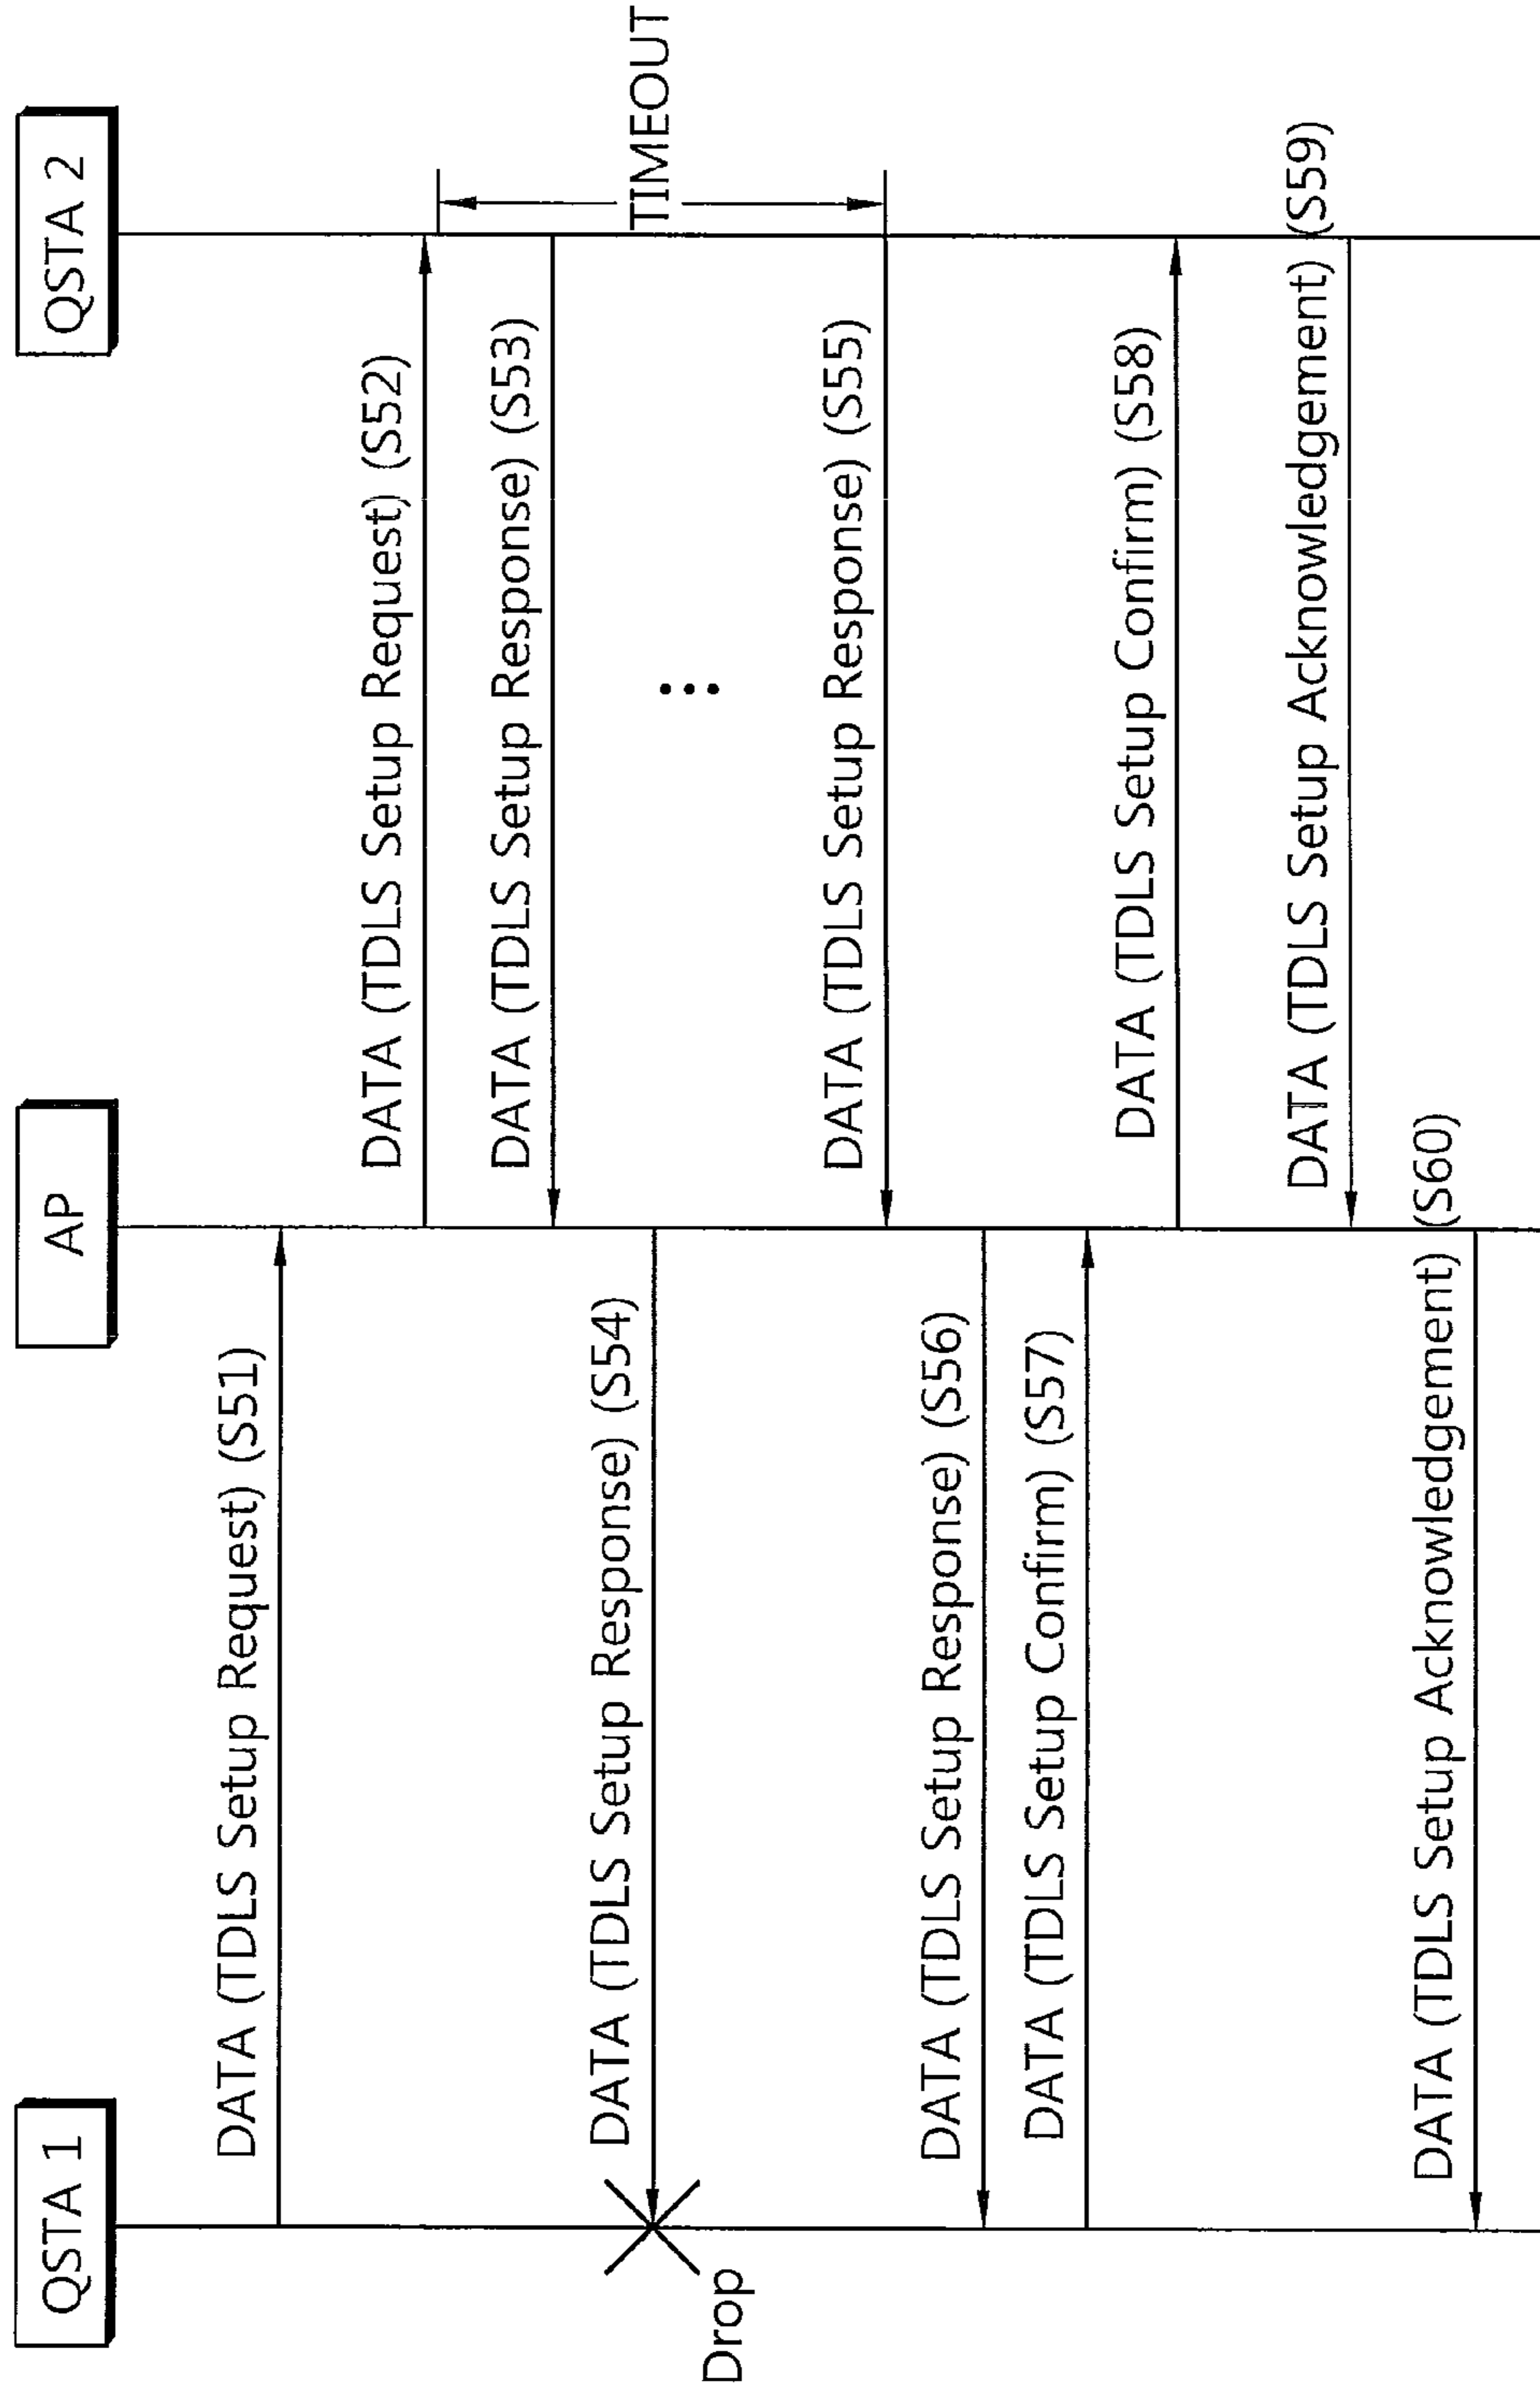 QSTA 1
AP
QSTA 2
DATA (TDLS Setup Request) (S51)
DATA (TDLS Setup Request) (S52)
DATA (TDLS Setup Response) (S53)
DATA (TDLS Setup Response) (S54)
Drop
TIMEOUT
DATA (TDLS Setup Response) (S55)
DATA (TDLS Setup Response) (S56)
DATA (TDLS Setup Confirm) (S57)
DATA (TDLS Setup Confirm) (S58)
DATA (TDLS Setup Acknowledgement) (S59)
DATA (TDLS Setup Acknowledgement) (S60)